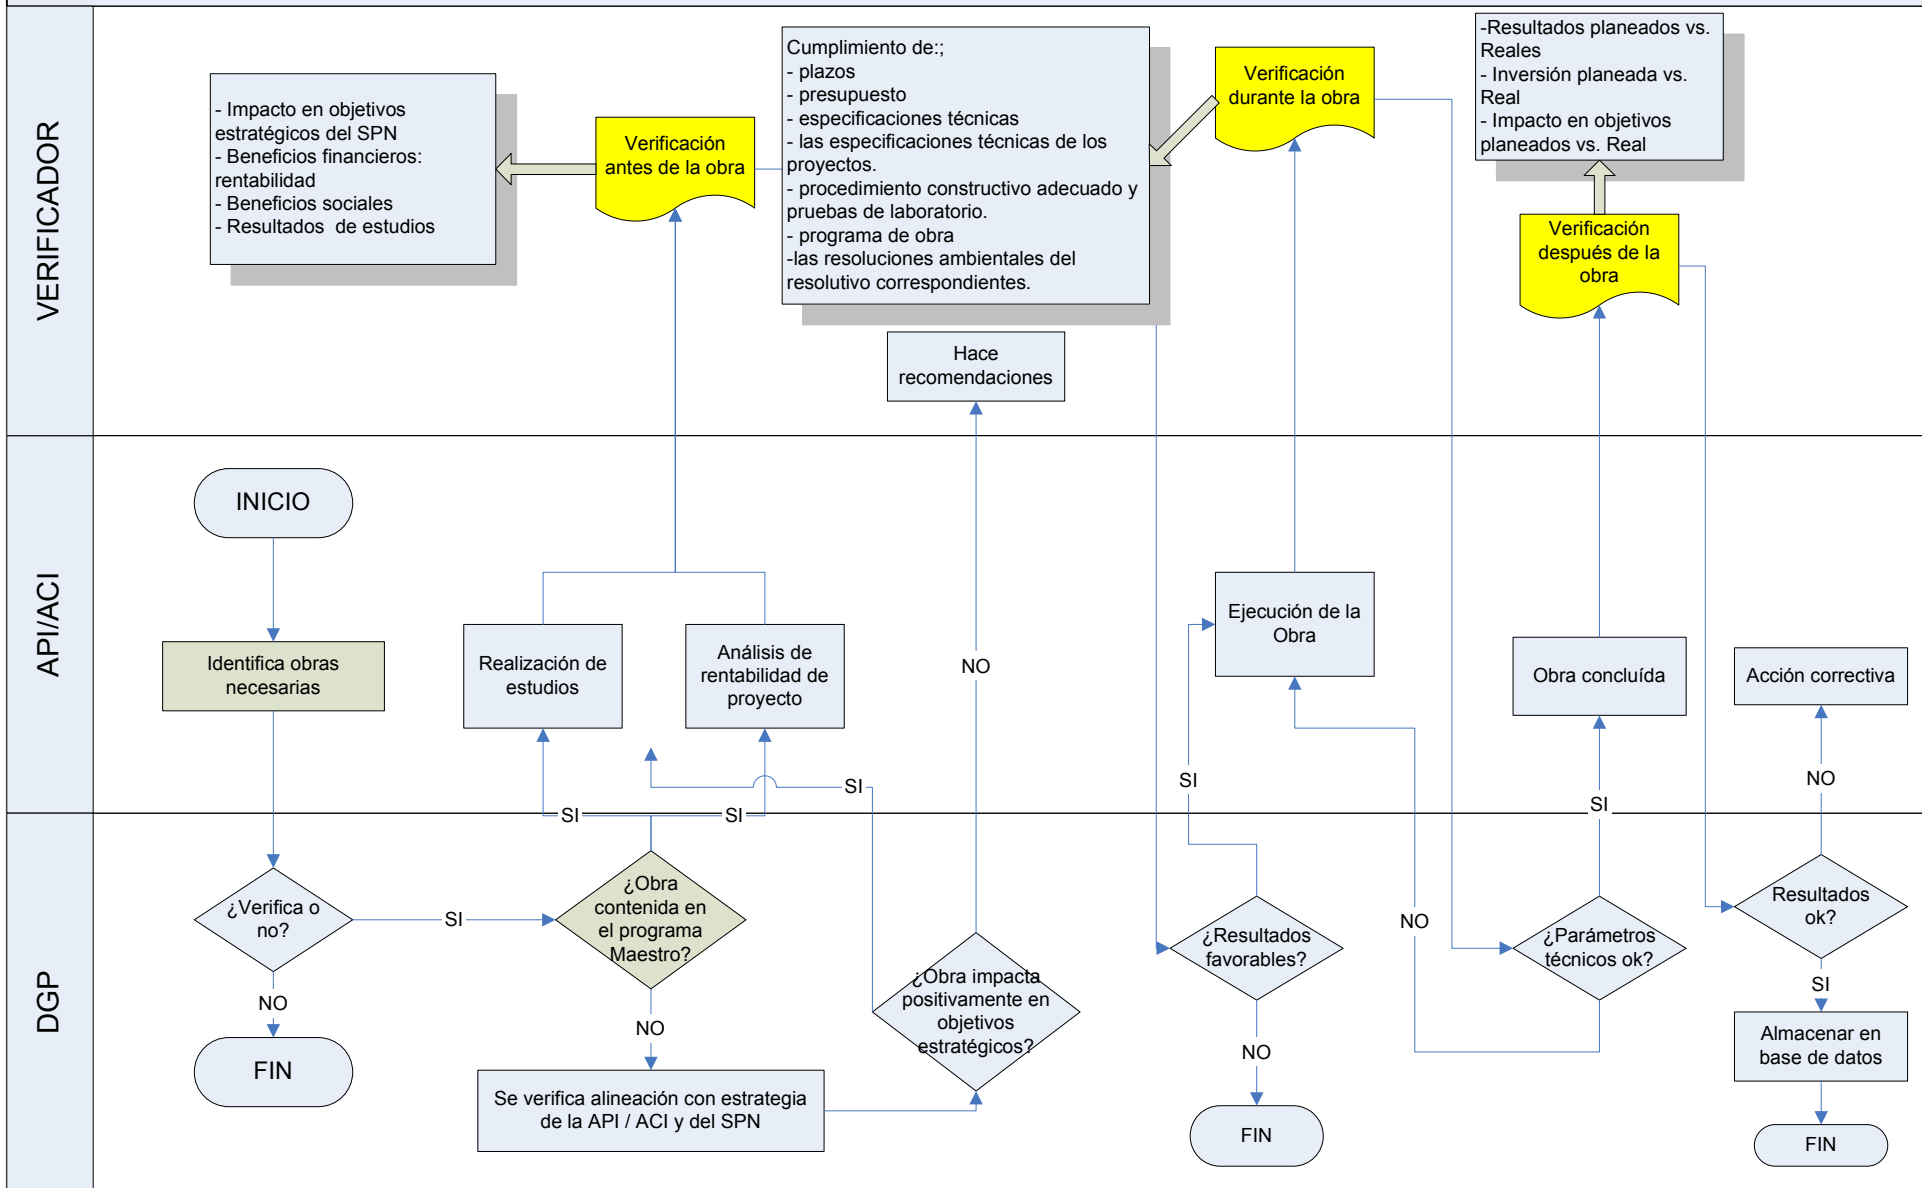 VERIFICADOR
- Impacto en objetivos
estratégicos del SPN
- Beneficios financieros:
rentabilidad
- Beneficios sociales
- Resultados  de estudios
Verificación
antes de la obra
Cumplimiento de:;
- plazos
- presupuesto
- especificaciones técnicas
- las especificaciones técnicas de los
proyectos.
- procedimiento constructivo adecuado y
pruebas de laboratorio.
- programa de obra
-las resoluciones ambientales del
resolutivo correspondientes.
Verificación
durante la obra
-Resultados planeados vs.
Reales
- Inversión planeada vs.
Real
- Impacto en objetivos
planeados vs. Real
Verificación
después de la
obra
Hace
recomendaciones
API/ACI
INICIO
Identifica obras
necesarias
Realización de
estudios
Análisis de
rentabilidad de
proyecto
NO
Ejecución de la
Obra
Obra concluída
Acción correctiva
SI
SI
NO
SI
SI
SI
DGP
¿Verifica o
no?
SI
¿Obra
contenida en
el programa
Maestro?
NO
FIN
NO
Se verifica alineación con estrategia
de la API / ACI y del SPN
¿Obra impacta
positivamente en
objetivos
estratégicos?
¿Resultados
favorables?
NO
FIN
NO
¿Parámetros
técnicos ok?
Resultados
ok?
SI
Almacenar en
base de datos
FIN